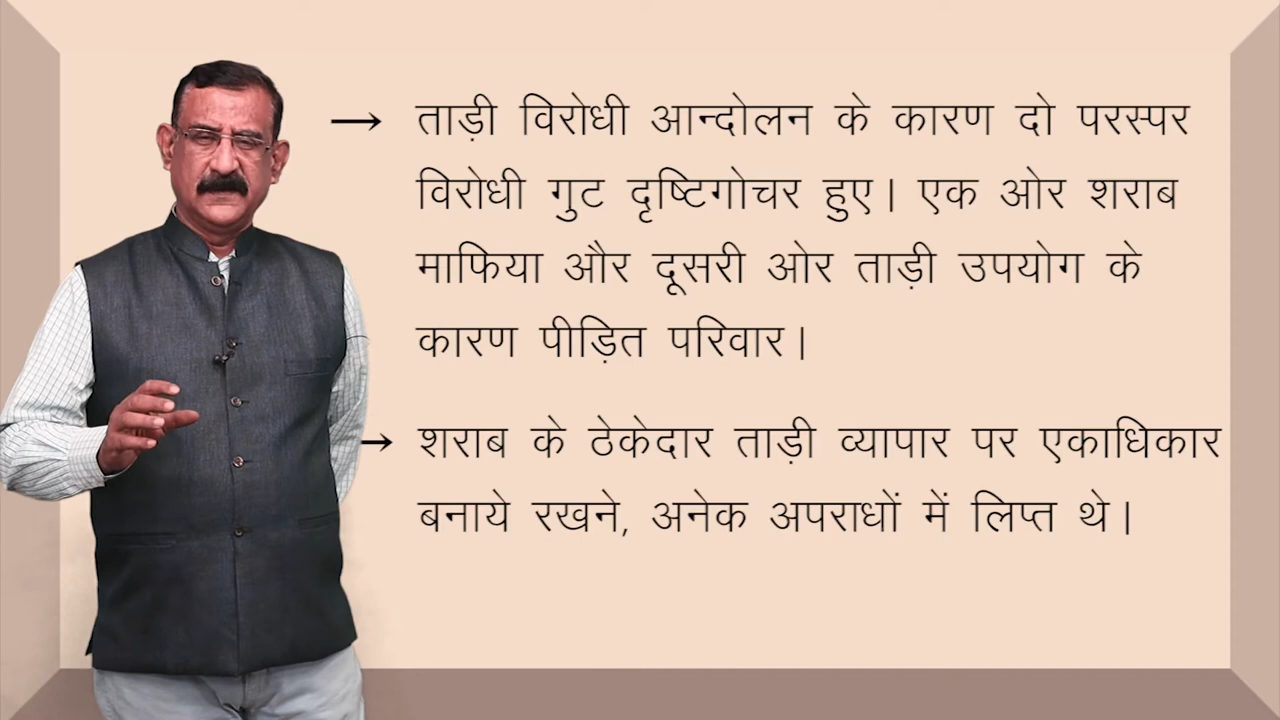 → ताड़ी विरोधी आन्दोलन के कारण दो परस्पर
विरोधी गुट दृष्टिगोचर हुए। एक ओर शराब
माफिया और दूसरी ओर ताड़ी उपयोग के
कारण पीड़ित परिवार।
→ शराब के ठेकेदार ताड़ी व्यापार पर एकाधिकार
बनाये रखने, अनेक अपराधों में लिप्त थे।